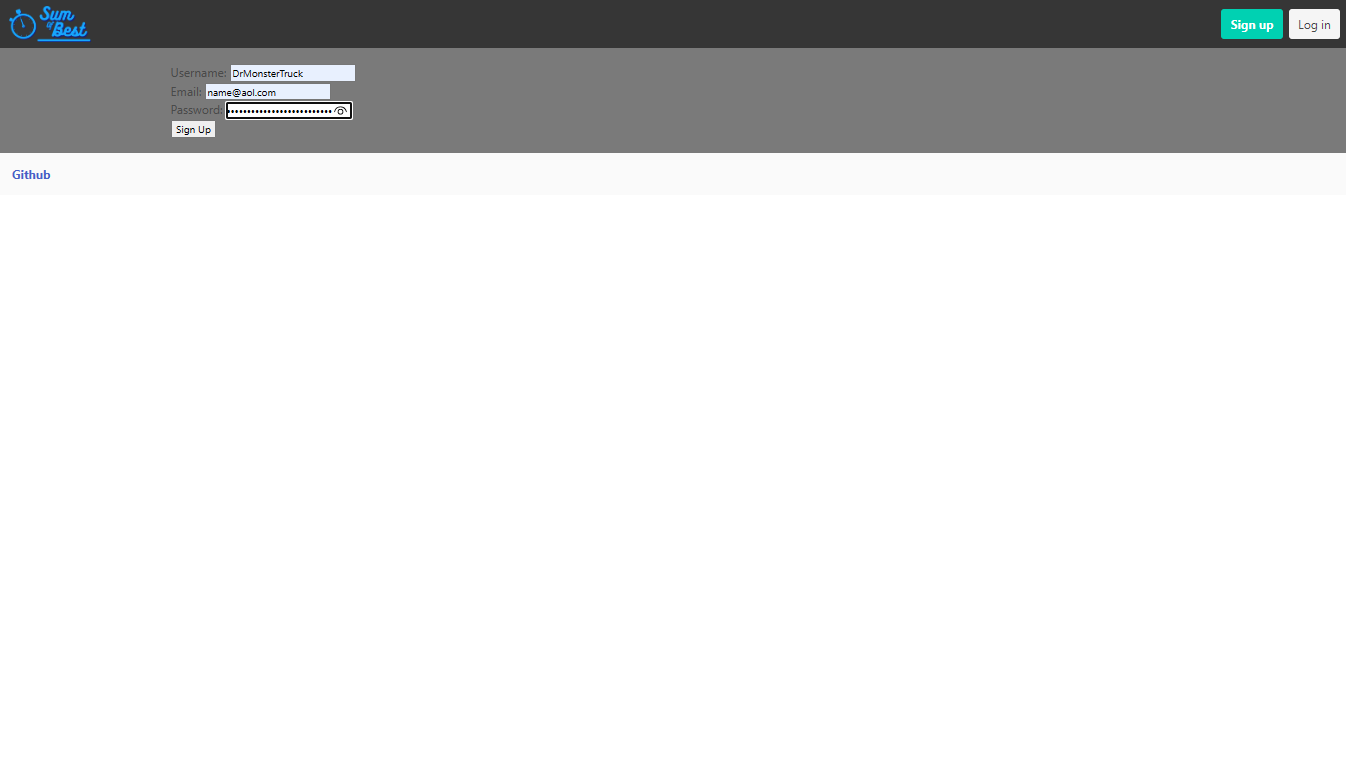 Sum of Best
Sign up
Log in
Username: DrMonsterTruck
Email: name@aol.com
Password: ••••••••••••••••••••••••••
Sign Up
Github